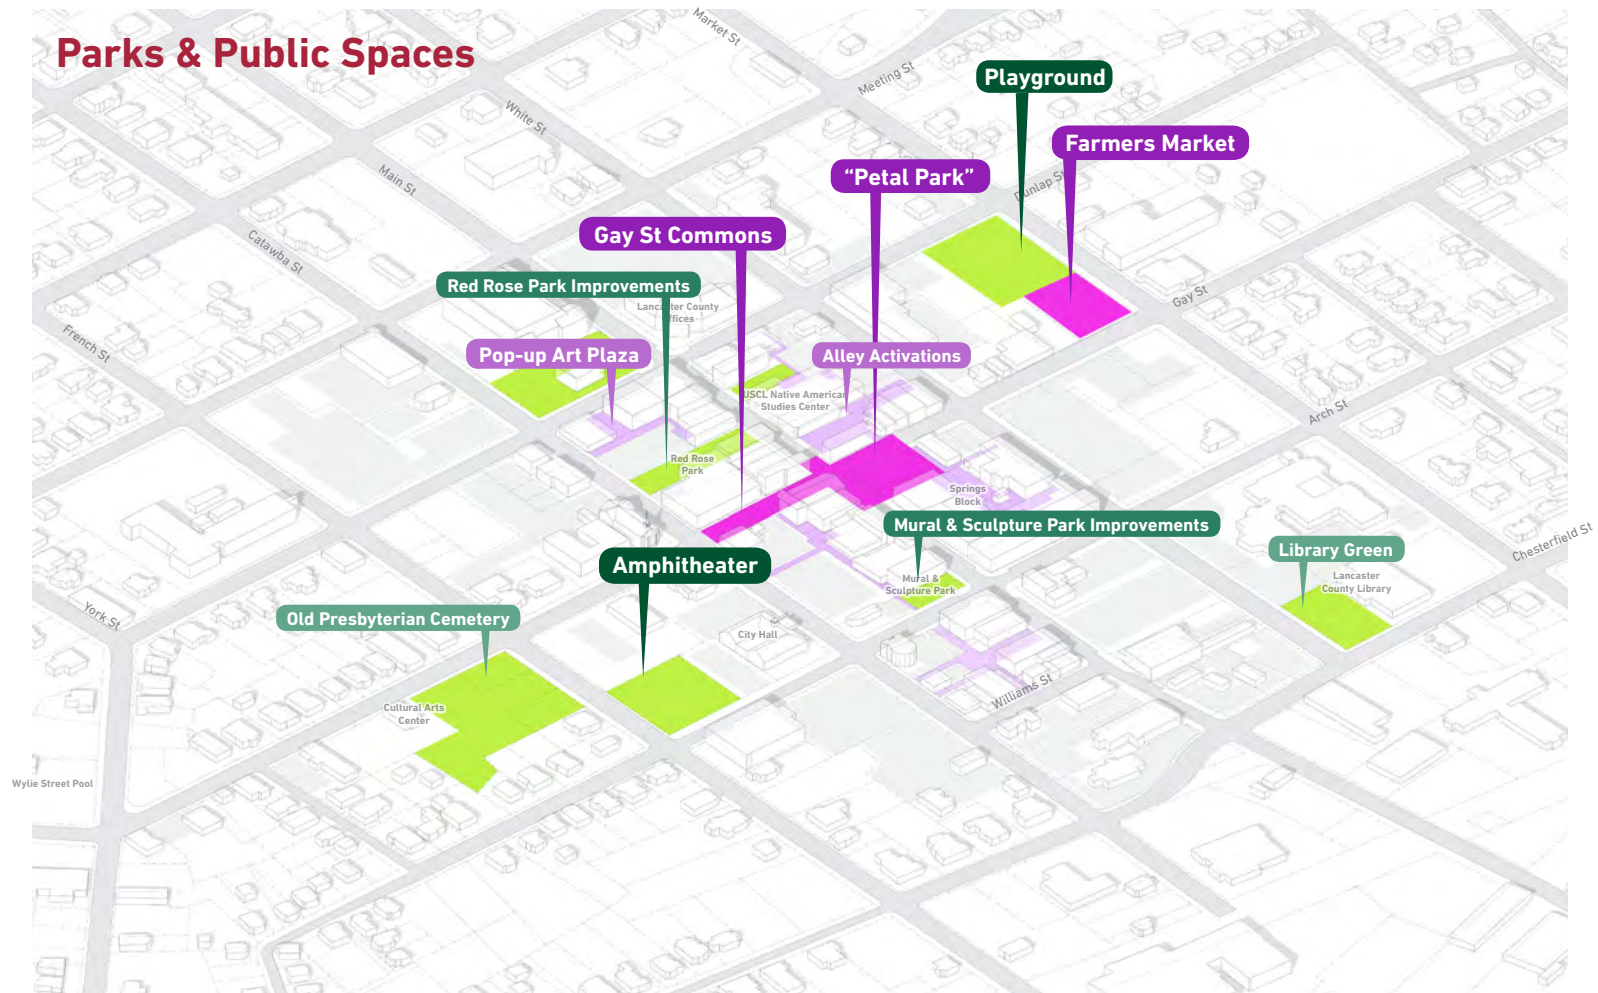 Parks & Public Spaces
Market St
Meeting St
Playground
White St
Farmers Market
Main St
“Petal Park”
Dunlap St
Catawba St
Gay St Commons
Red Rose Park Improvements
Gay St
Lancaster County
Offices
French St
Pop-up Art Plaza
Alley Activations
USCL Native American
Studies Center
Arch St
Red Rose
Park
Springs
Block
Mural & Sculpture Park Improvements
Chesterfield St
Library Green
Amphitheater
Mural &
Sculpture Park
Lancaster
County Library
York St
Old Presbyterian Cemetery
City Hall
Williams St
Cultural Arts
Center
Wylie Street Pool